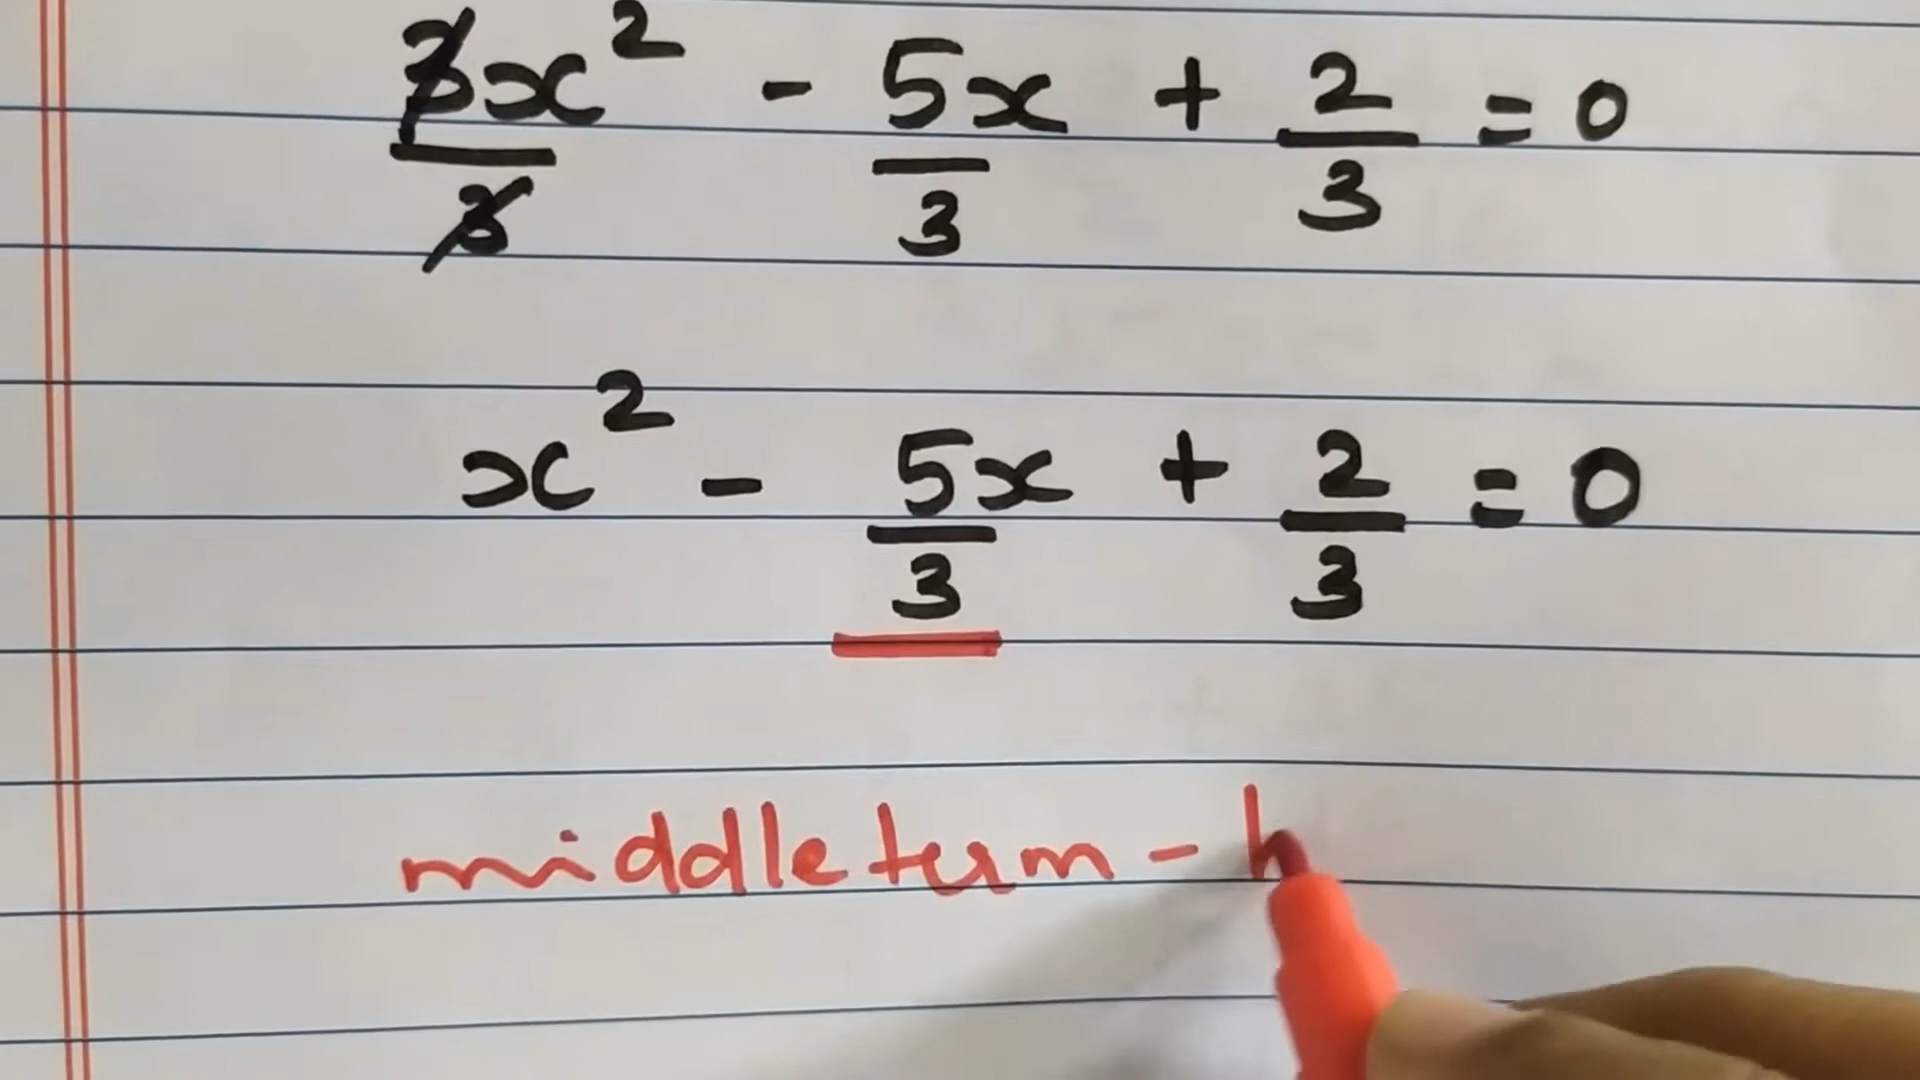 3x² - 5x + 2 = 0
3 3 3
x² - 5x + 2 = 0
3 3
middle term - h